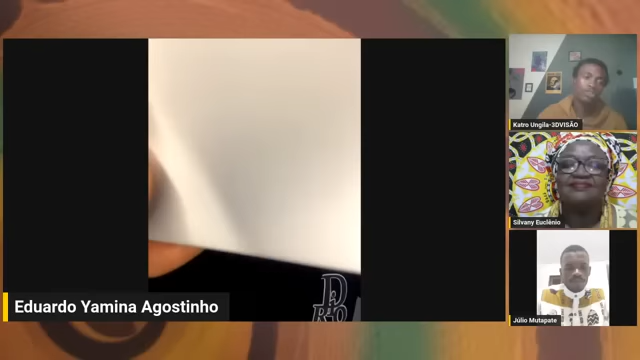 Eduardo Yamina Agostinho
Katro Ungila-3DVISÃO
Silvany Euclênio
Júlio Mutapate